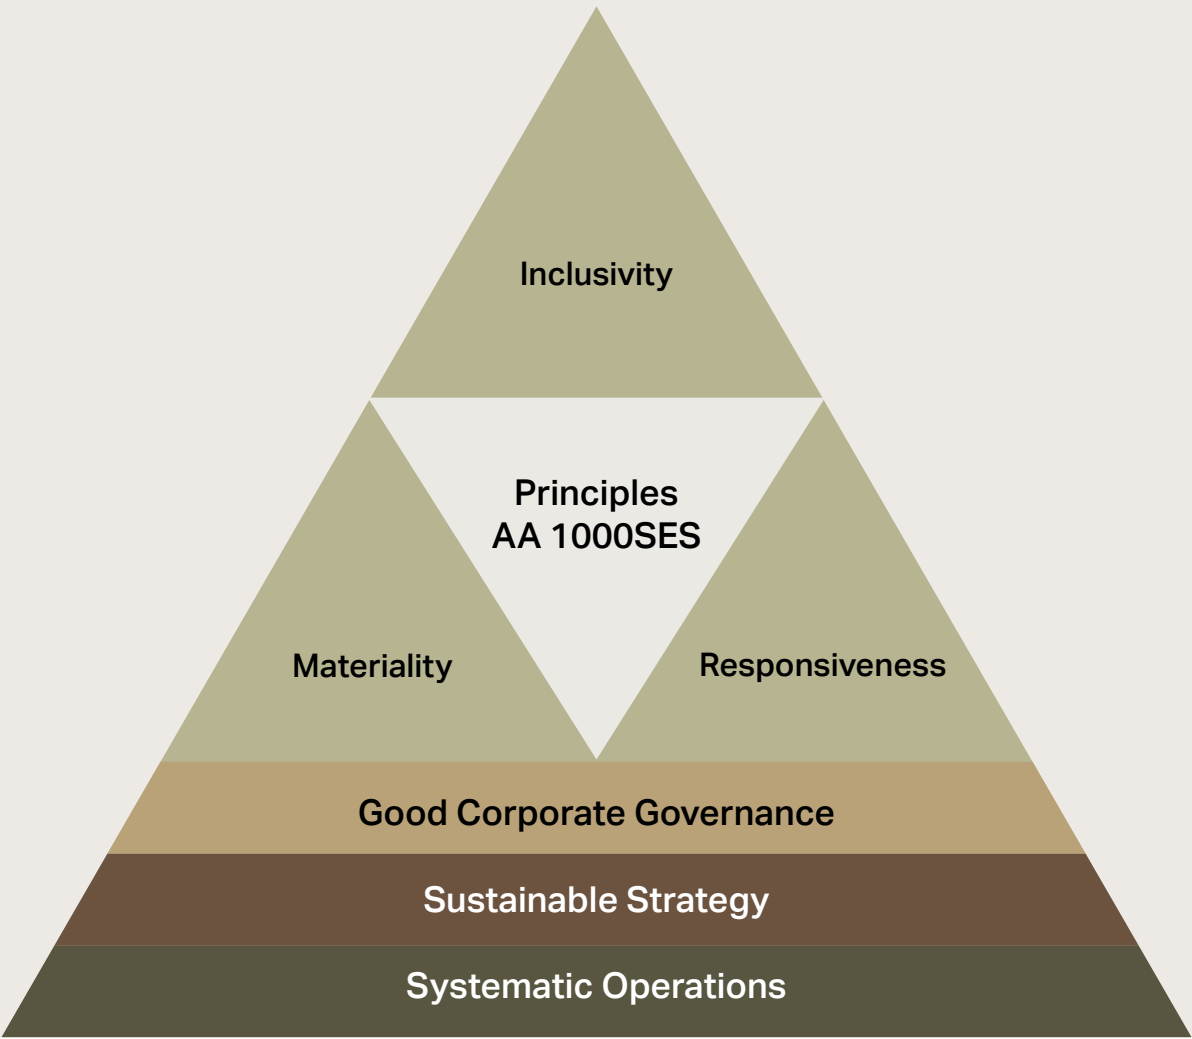 Inclusivity
Principles
AA 1000SES
Materiality
Responsiveness
Good Corporate Governance
Sustainable Strategy
Systematic Operations